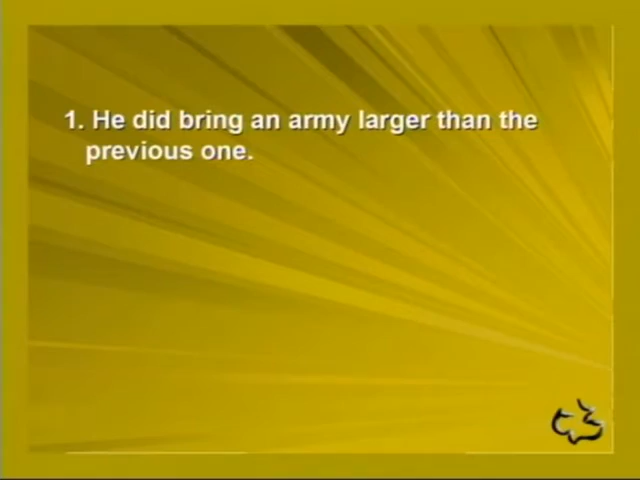 1. He did bring an army larger than the
previous one.